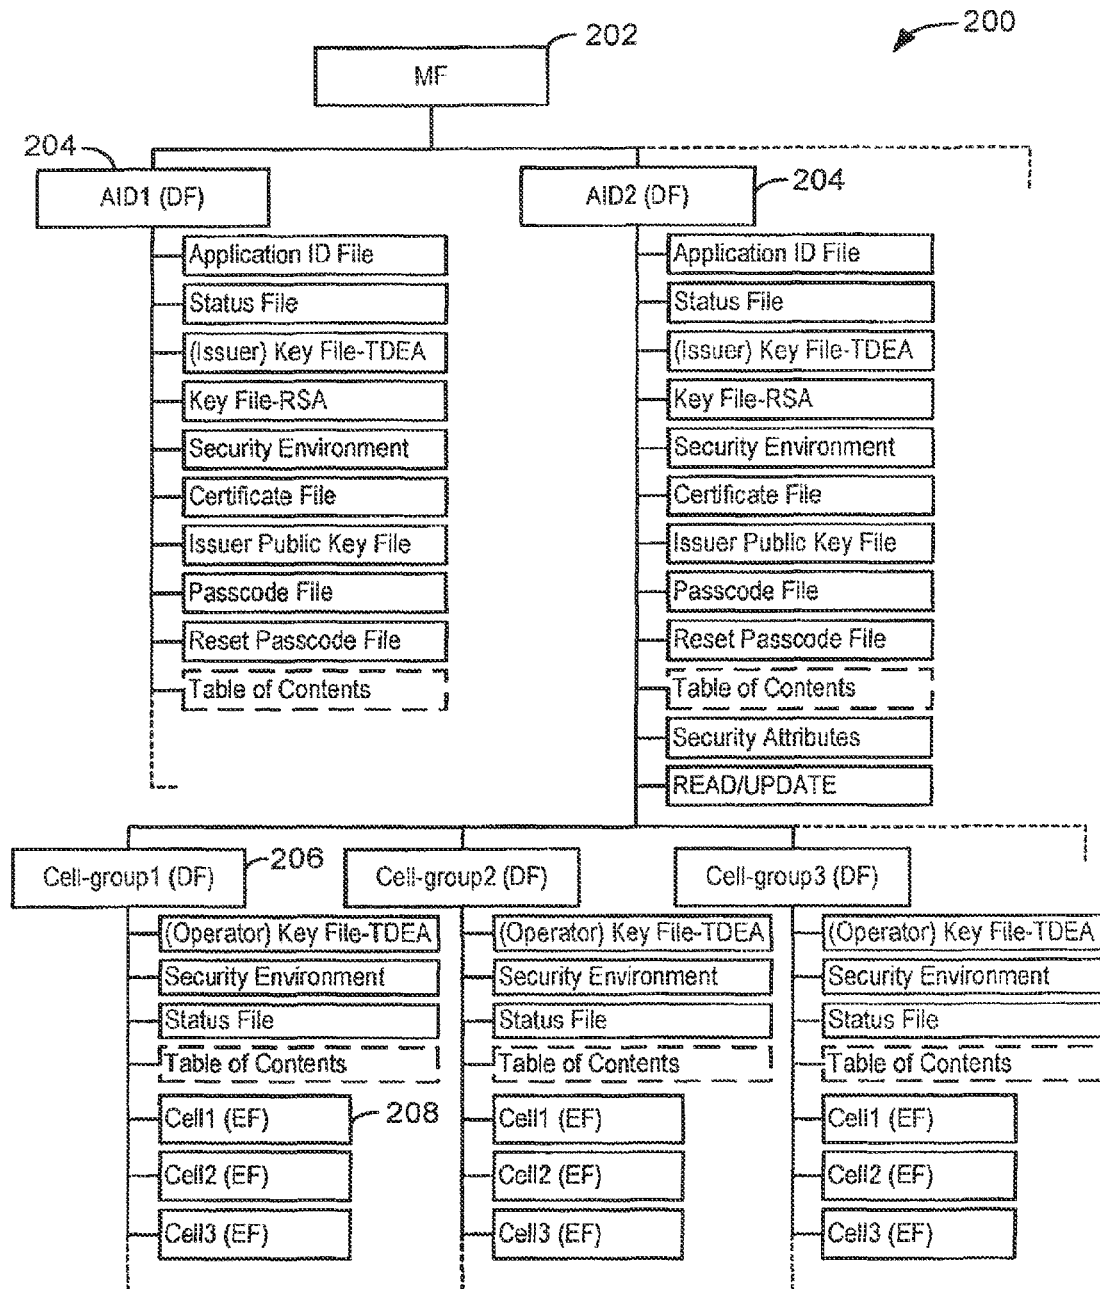 200
202
MF
204
AID1 (DF)
Application ID File
Status File
(Issuer) Key File-TDEA
Key File-RSA
Security Environment
Certificate File
Issuer Public Key File
Passcode File
Reset Passcode File
Table of Contents
AID2 (DF)
204
Application ID File
Status File
(Issuer) Key File-TDEA
Key File-RSA
Security Environment
Certificate File
Issuer Public Key File
Passcode File
Reset Passcode File
Table of Contents
Security Attributes
READ/UPDATE
Cell-group1 (DF)
206
(Operator) Key File-TDEA
Security Environment
Status File
Table of Contents
Cell1 (EF)
208
Cell2 (EF)
Cell3 (EF)
Cell-group2 (DF)
(Operator) Key File-TDEA
Security Environment
Status File
Table of Contents
Cell1 (EF)
Cell2 (EF)
Cell3 (EF)
Cell-group3 (DF)
(Operator) Key File-TDEA
Security Environment
Status File
Table of Contents
Cell1 (EF)
Cell2 (EF)
Cell3 (EF)